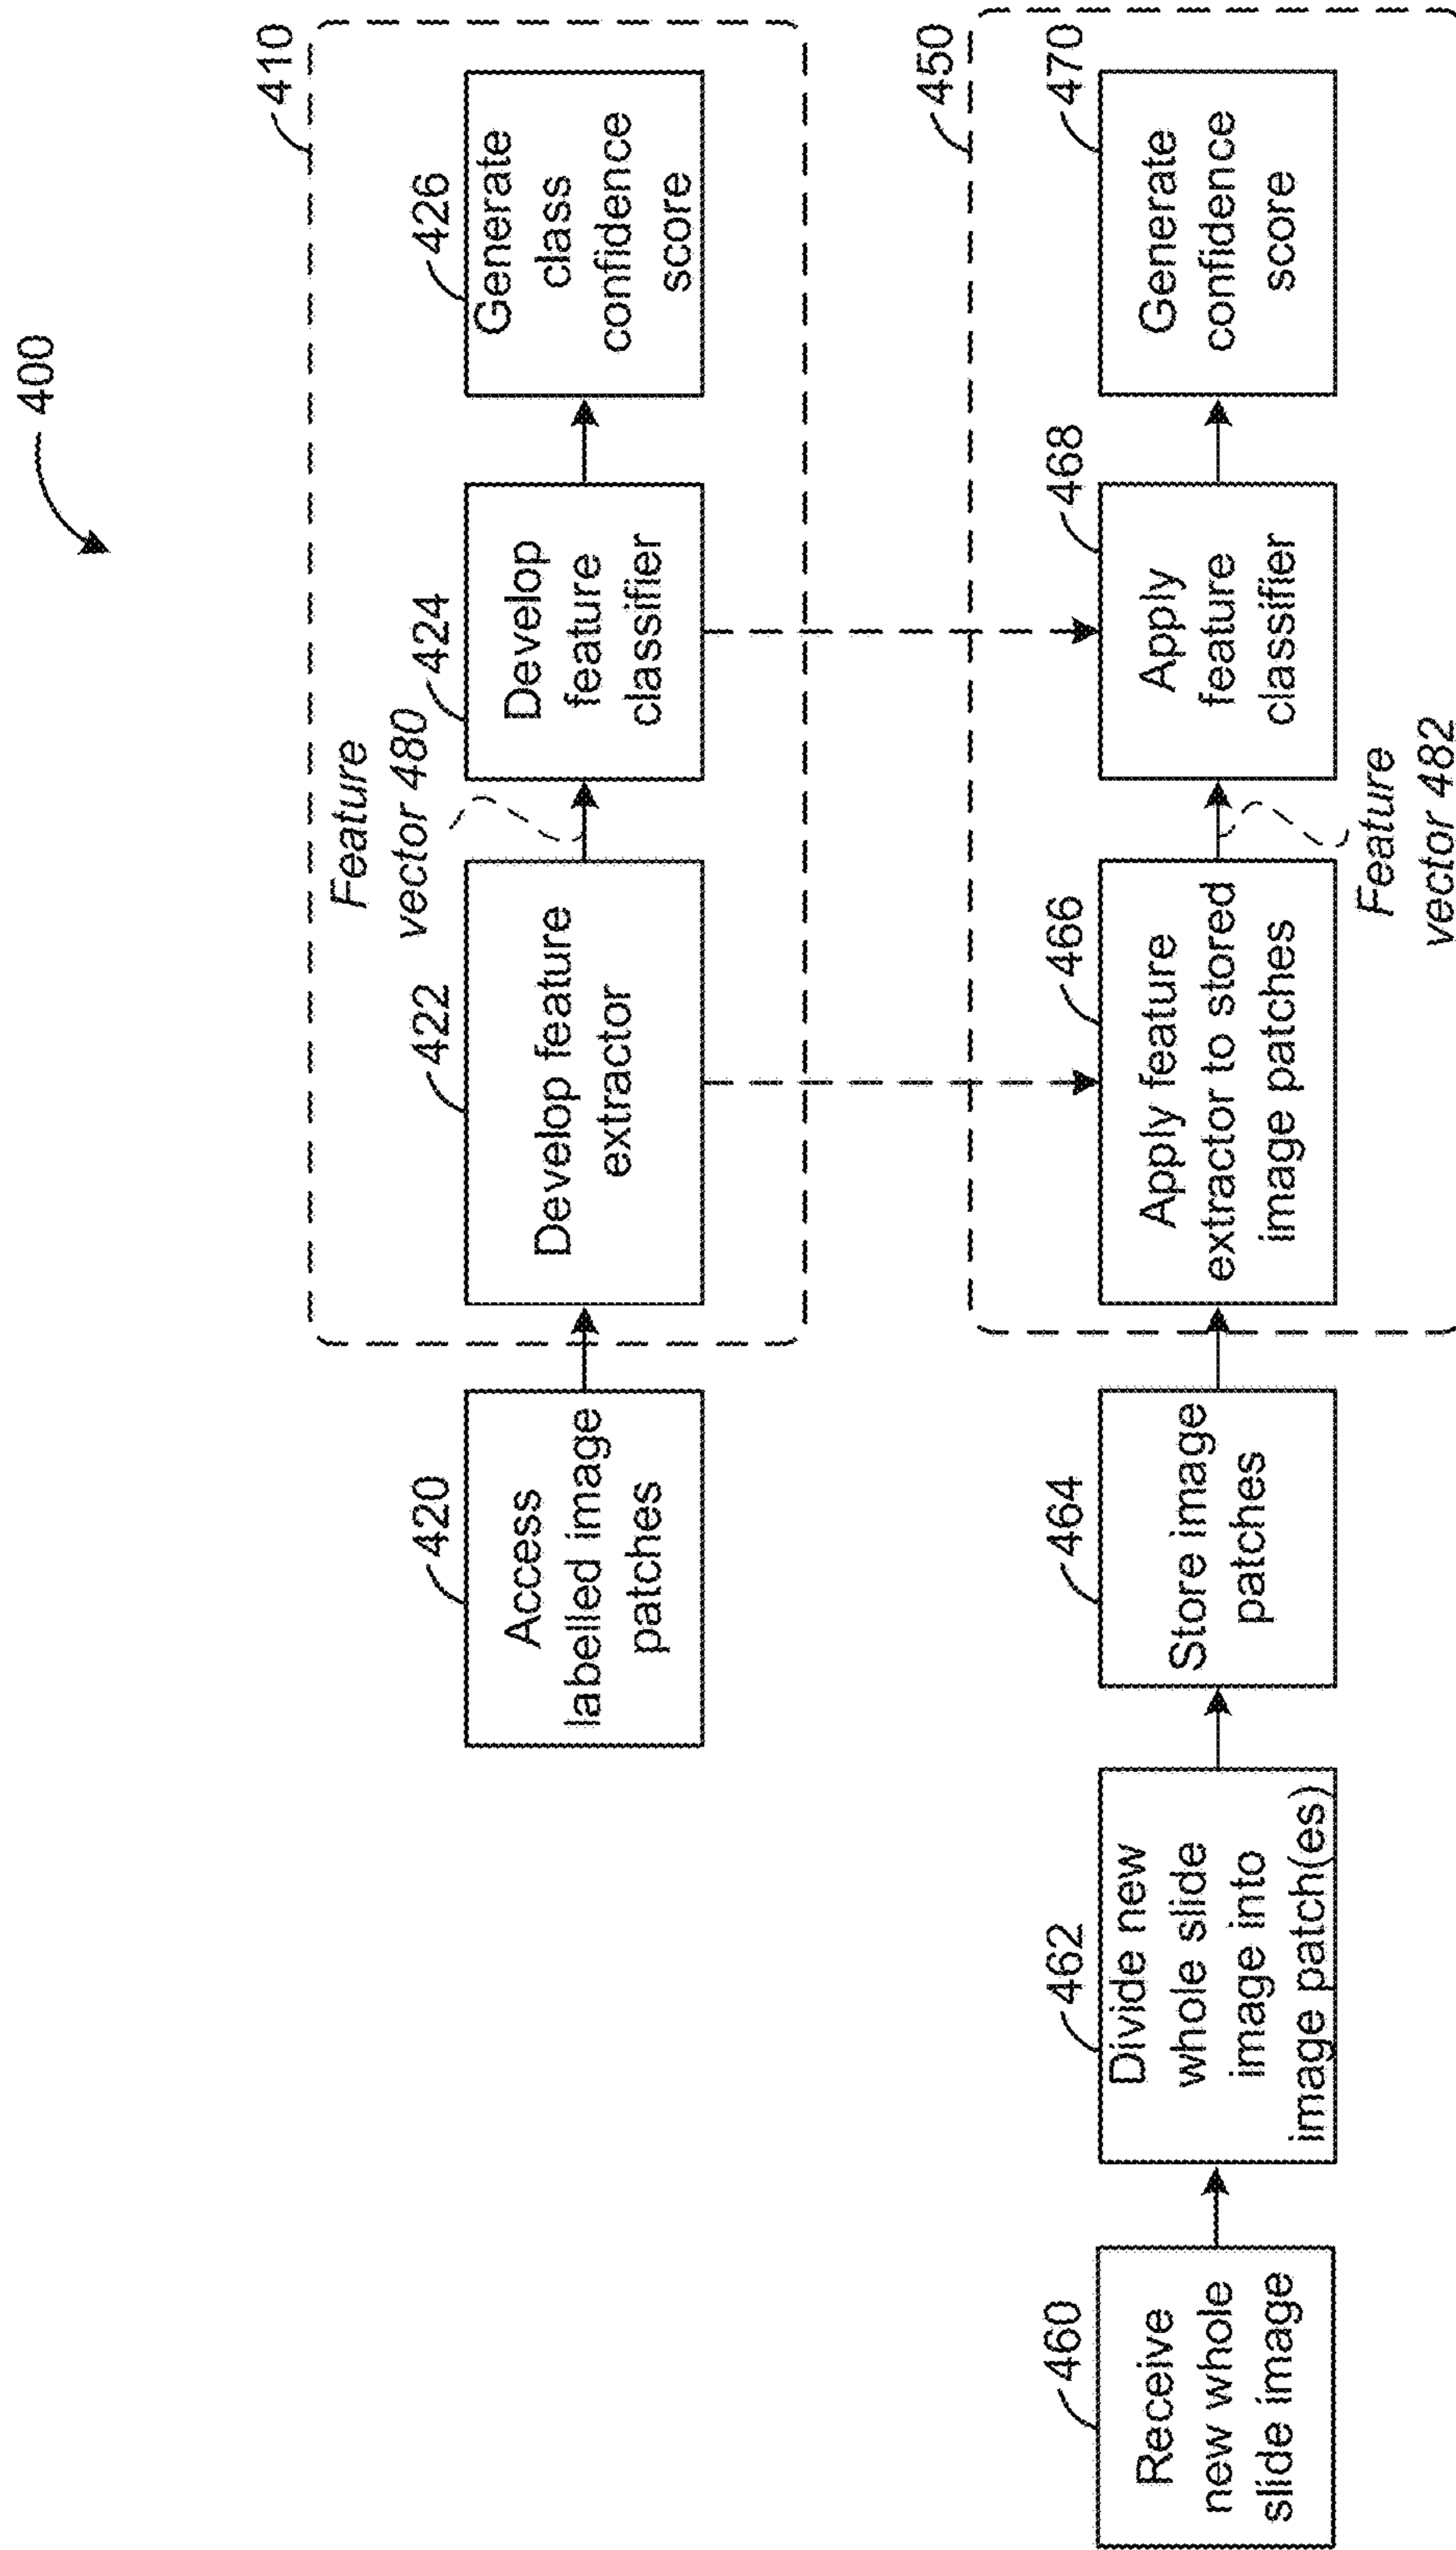 400
410
420
Access
labelled image
patches
422
Develop feature
extractor
Feature
vector 480
424
Develop
feature
classifier
426
Generate
class
confidence
score
450
460
Receive
new whole
slide image
462
Divide new
whole slide
image into
image patch(es)
464
Store image
patches
466
Apply feature
extractor to stored
image patches
Feature
vector 482
468
Apply
feature
classifier
470
Generate
confidence
score